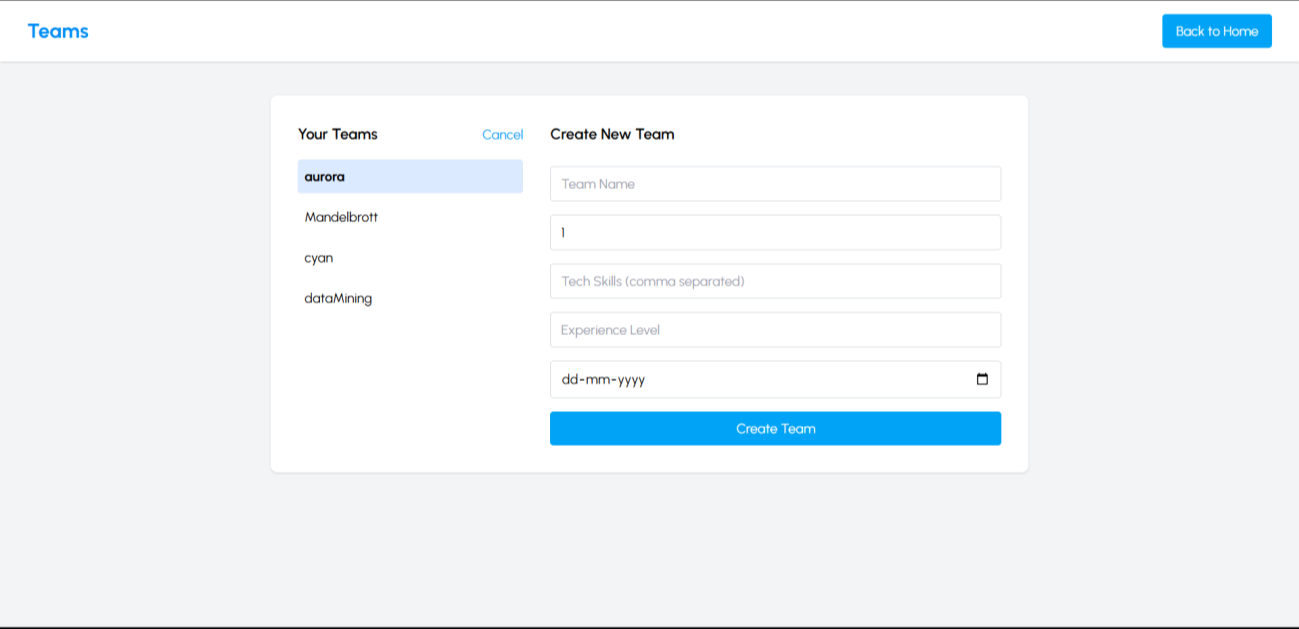 Teams
Back to Home
Your Teams
Cancel
aurora
Mandelbrott
cyan
dataMining
Create New Team
Team Name
1
Tech Skills (comma separated)
Experience Level
dd-mm-yyyy
Create Team